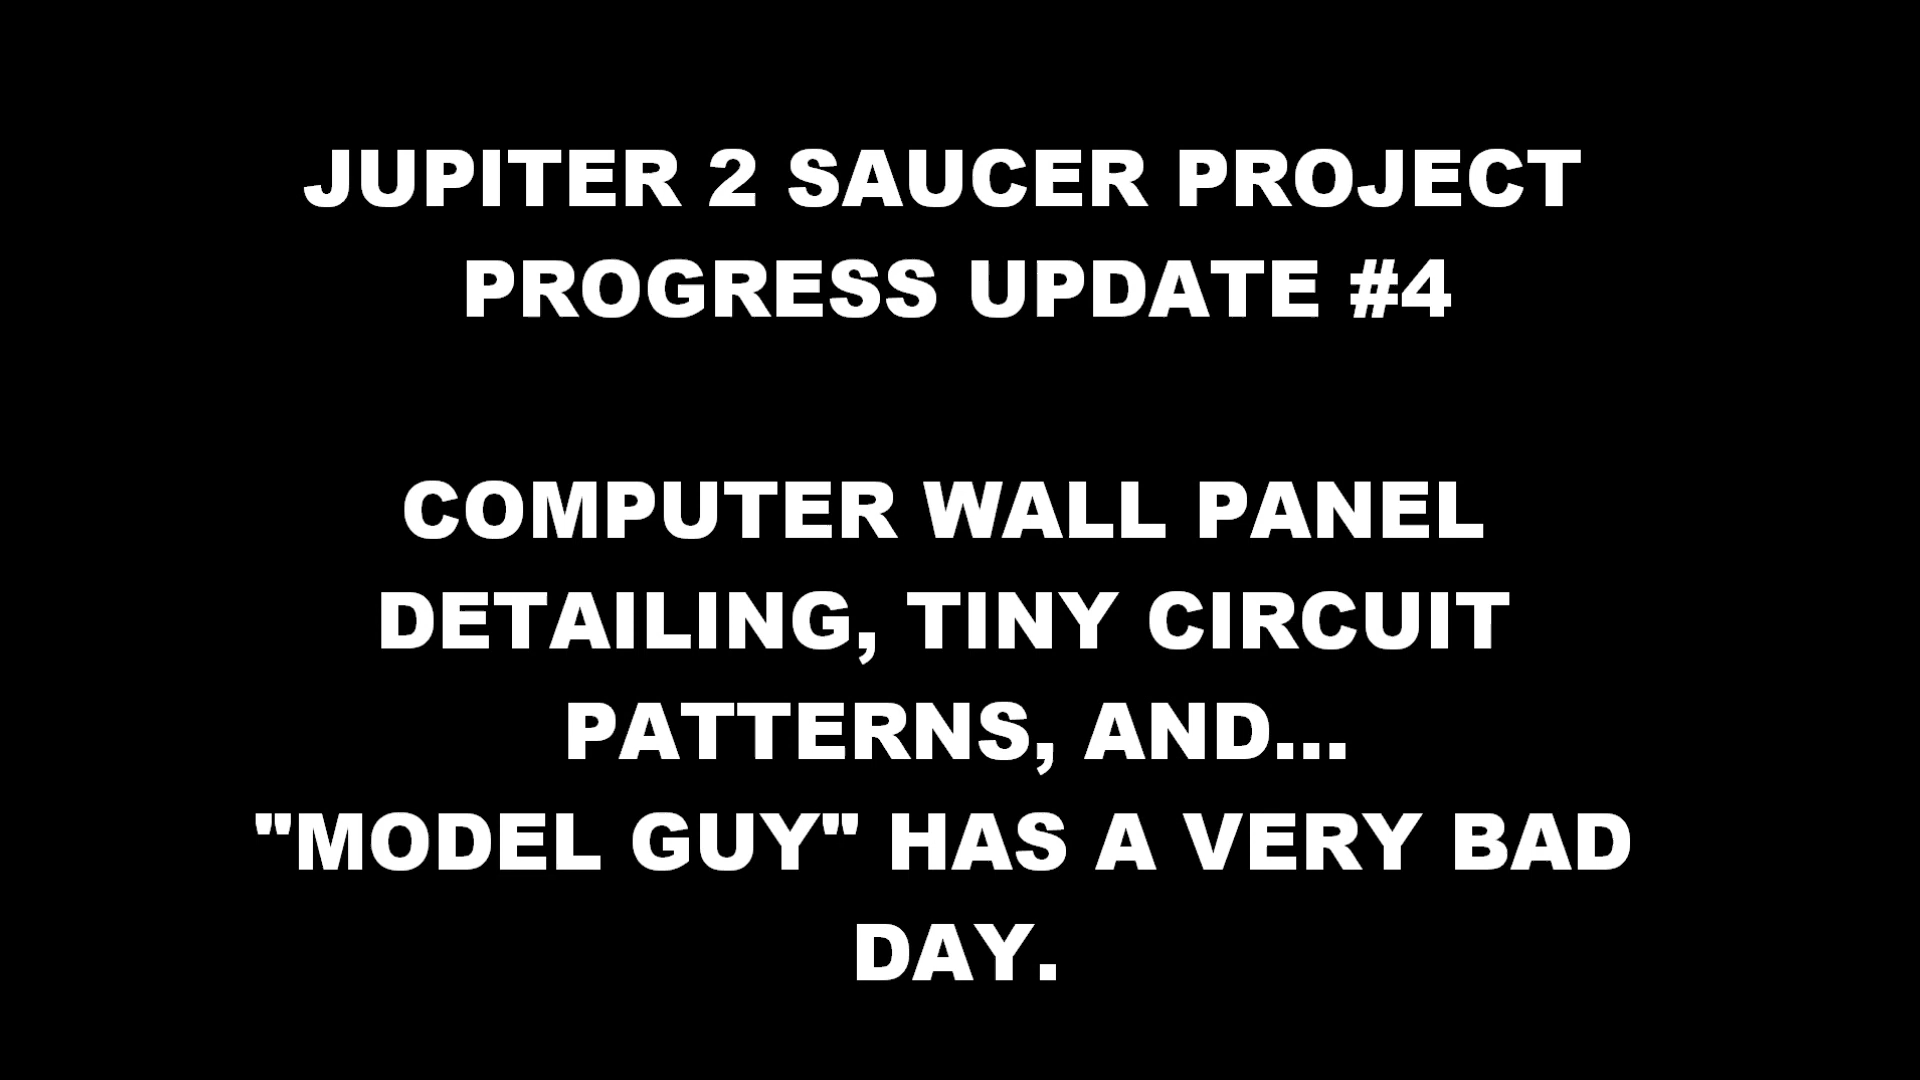 JUPITER 2 SAUCER PROJECT
PROGRESS UPDATE #4
COMPUTER WALL PANEL
DETAILING, TINY CIRCUIT
PATTERNS, AND...
"MODEL GUY" HAS A VERY BAD
DAY.